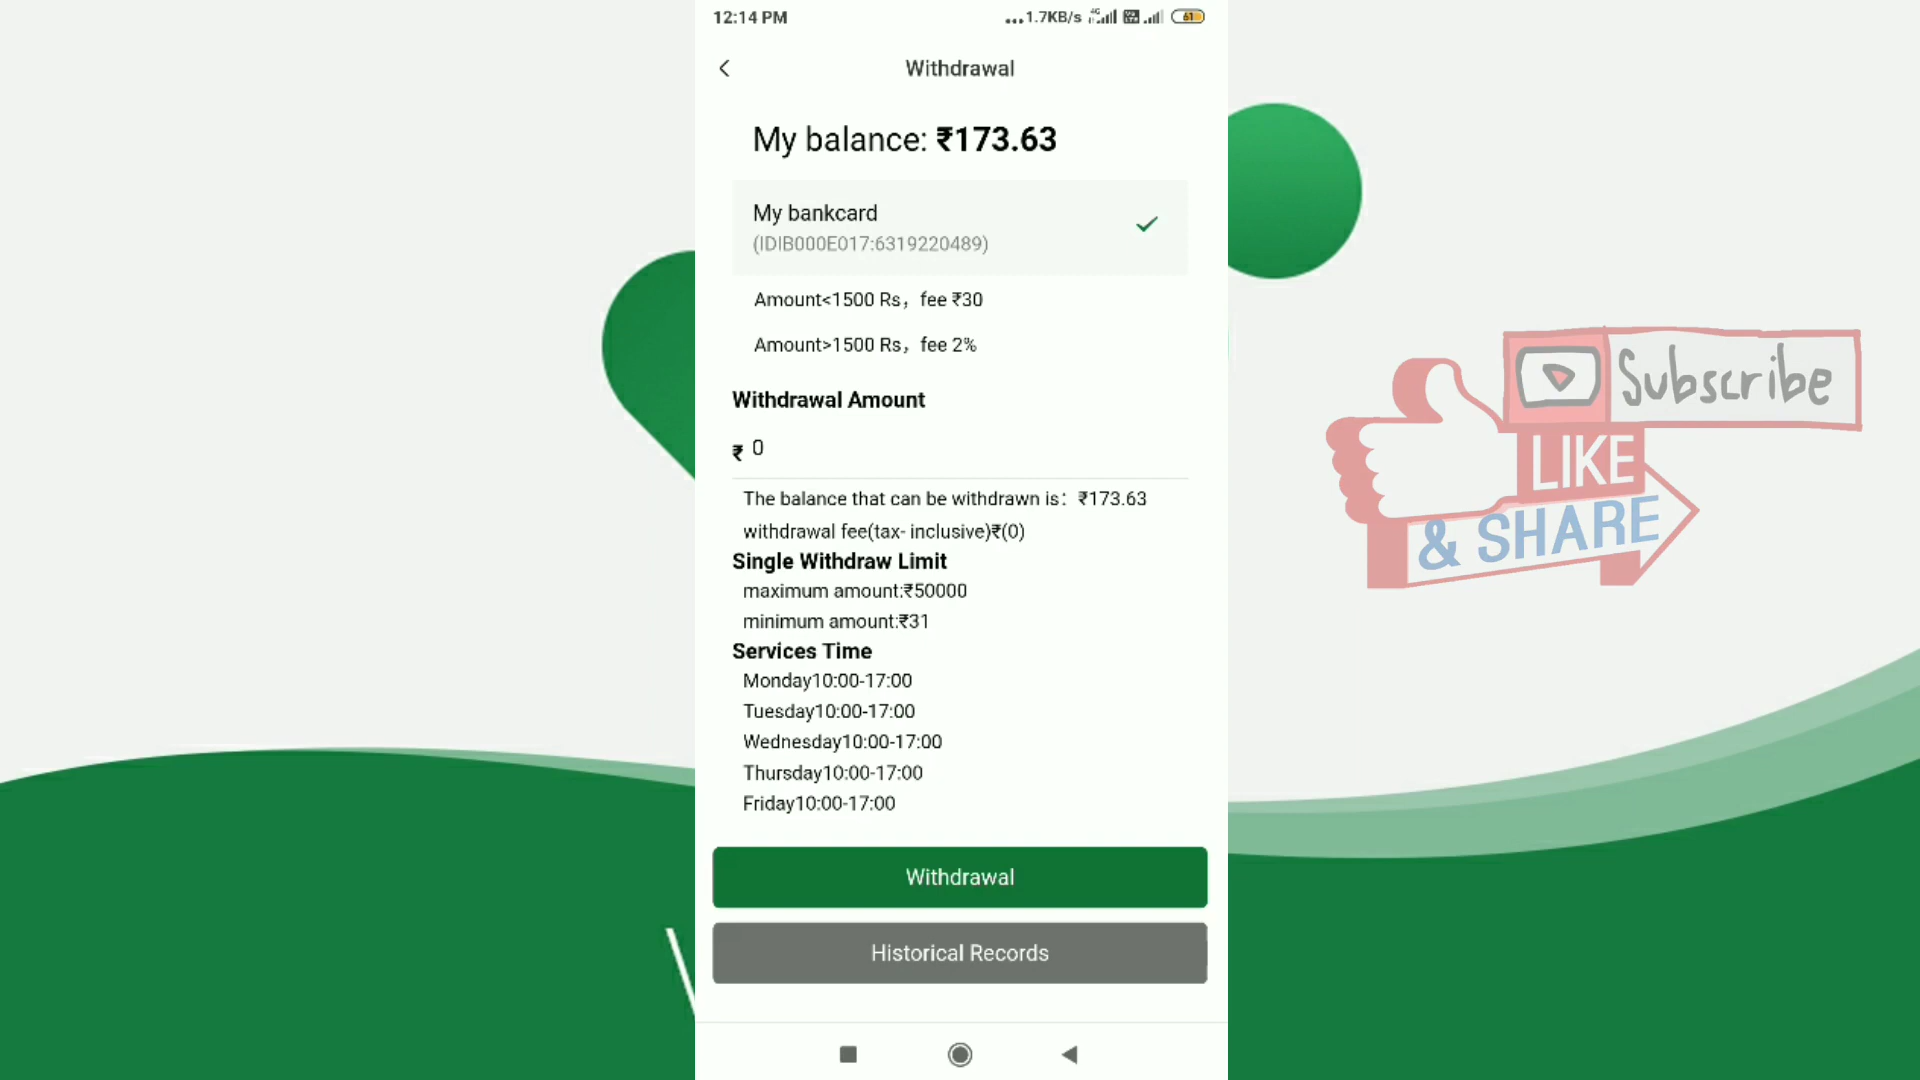 12:14 PM
...1.7KB/s 4G 61
Withdrawal
My balance: ₹173.63
My bankcard
(IDIB000E017:6319220489)
Amount<1500 Rs，fee ₹30
Amount>1500 Rs，fee 2%
Withdrawal Amount
₹ 0
The balance that can be withdrawn is：₹173.63
withdrawal fee(tax- inclusive)₹(0)
Single Withdraw Limit
maximum amount:₹50000
minimum amount:₹31
Services Time
Monday10:00-17:00
Tuesday10:00-17:00
Wednesday10:00-17:00
Thursday10:00-17:00
Friday10:00-17:00
Withdrawal
Historical Records
Subscribe
LIKE
& SHARE